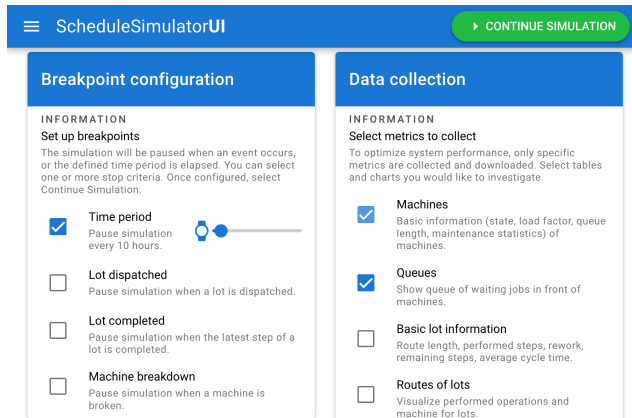 ScheduleSimulatorUI
CONTINUE SIMULATION
Breakpoint configuration
INFORMATION
Set up breakpoints
The simulation will be paused when an event occurs,
or the defined time period is elapsed. You can select
one or more stop criteria. Once configured, select
Continue Simulation.
Time period
Pause simulation
every 10 hours.
Lot dispatched
Pause simulation when a lot is dispatched.
Lot completed
Pause simulation when the latest step of a
lot is completed.
Machine breakdown
Pause simulation when a machine is
broken.
Data collection
INFORMATION
Select metrics to collect
To optimize system performance, only specific
metrics are collected and downloaded. Select tables
and charts you would like to investigate.
Machines
Basic information (state, load factor, queue
length, maintenance statistics) of
machines.
Queues
Show queue of waiting jobs in front of
machines.
Basic lot information
Route length, performed steps, rework,
remaining steps, average cycle time.
Routes of lots
Visualize performed operations and
machine for lots.